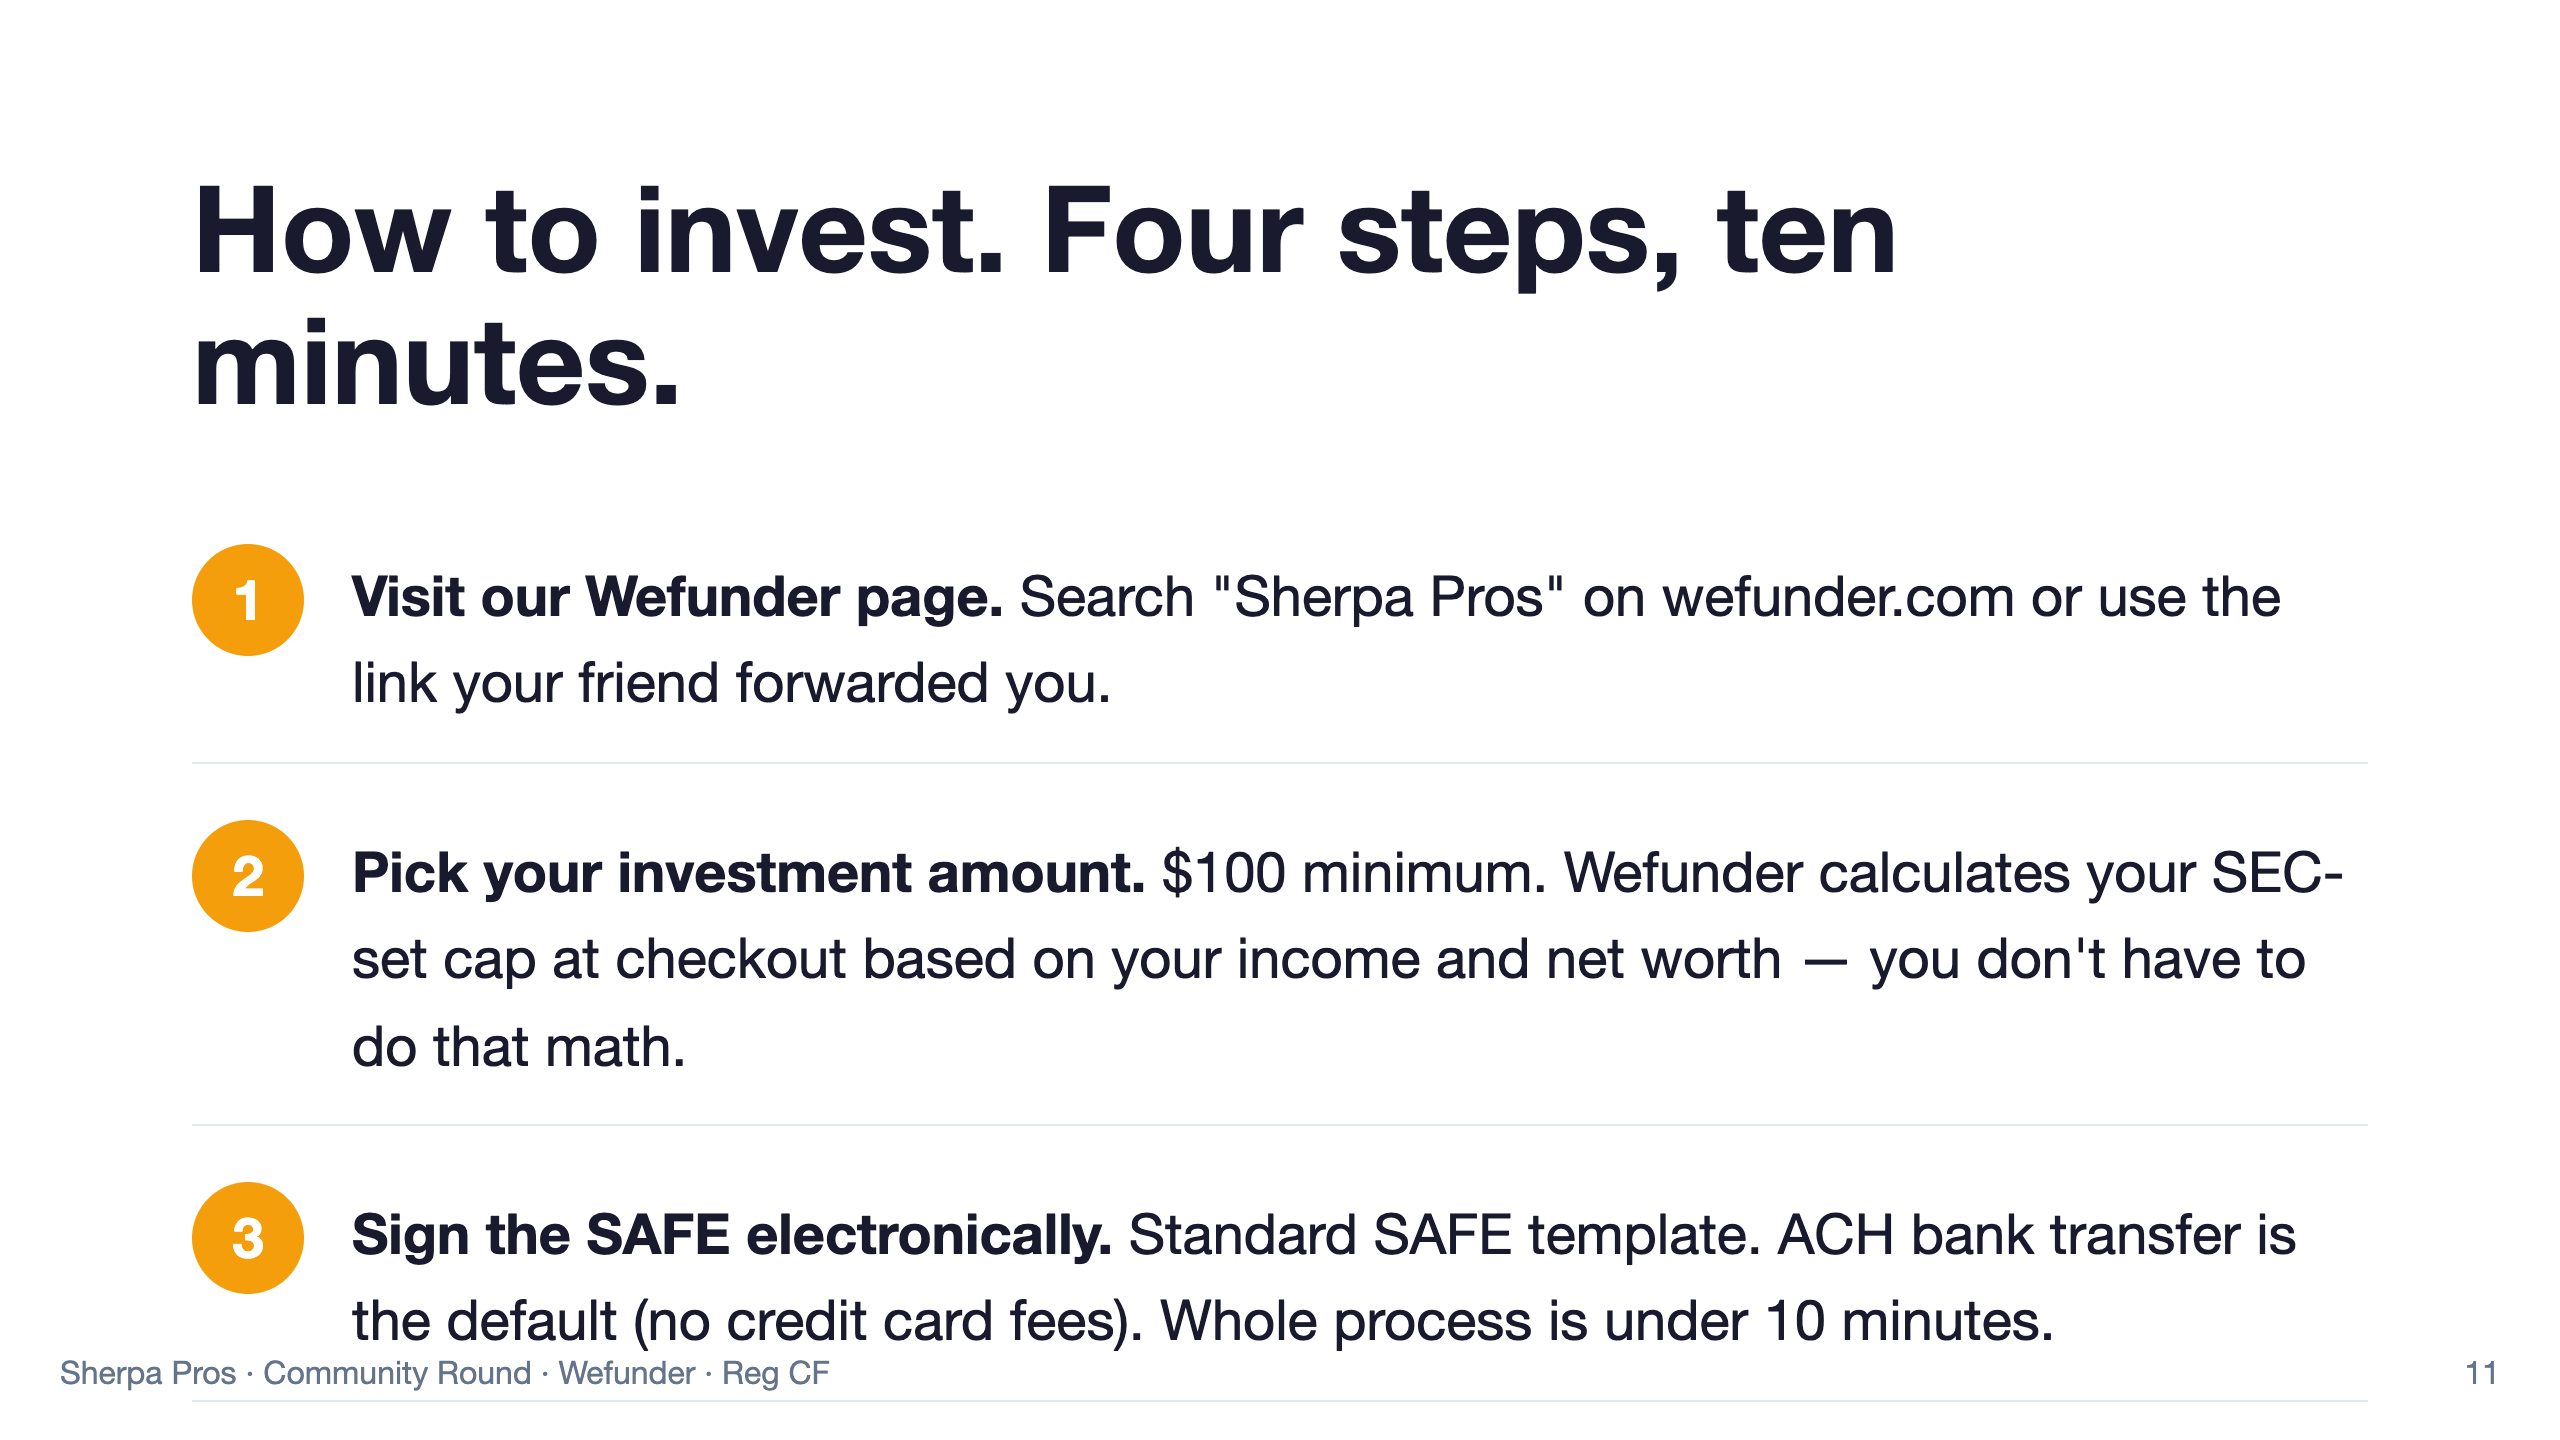 How to invest. Four steps, ten
minutes.
1
Visit our Wefunder page. Search "Sherpa Pros" on wefunder.com or use the
link your friend forwarded you.
2
Pick your investment amount. $100 minimum. Wefunder calculates your SEC-
set cap at checkout based on your income and net worth — you don't have to
do that math.
3
Sign the SAFE electronically. Standard SAFE template. ACH bank transfer is
the default (no credit card fees). Whole process is under 10 minutes.
Sherpa Pros · Community Round · Wefunder · Reg CF
11